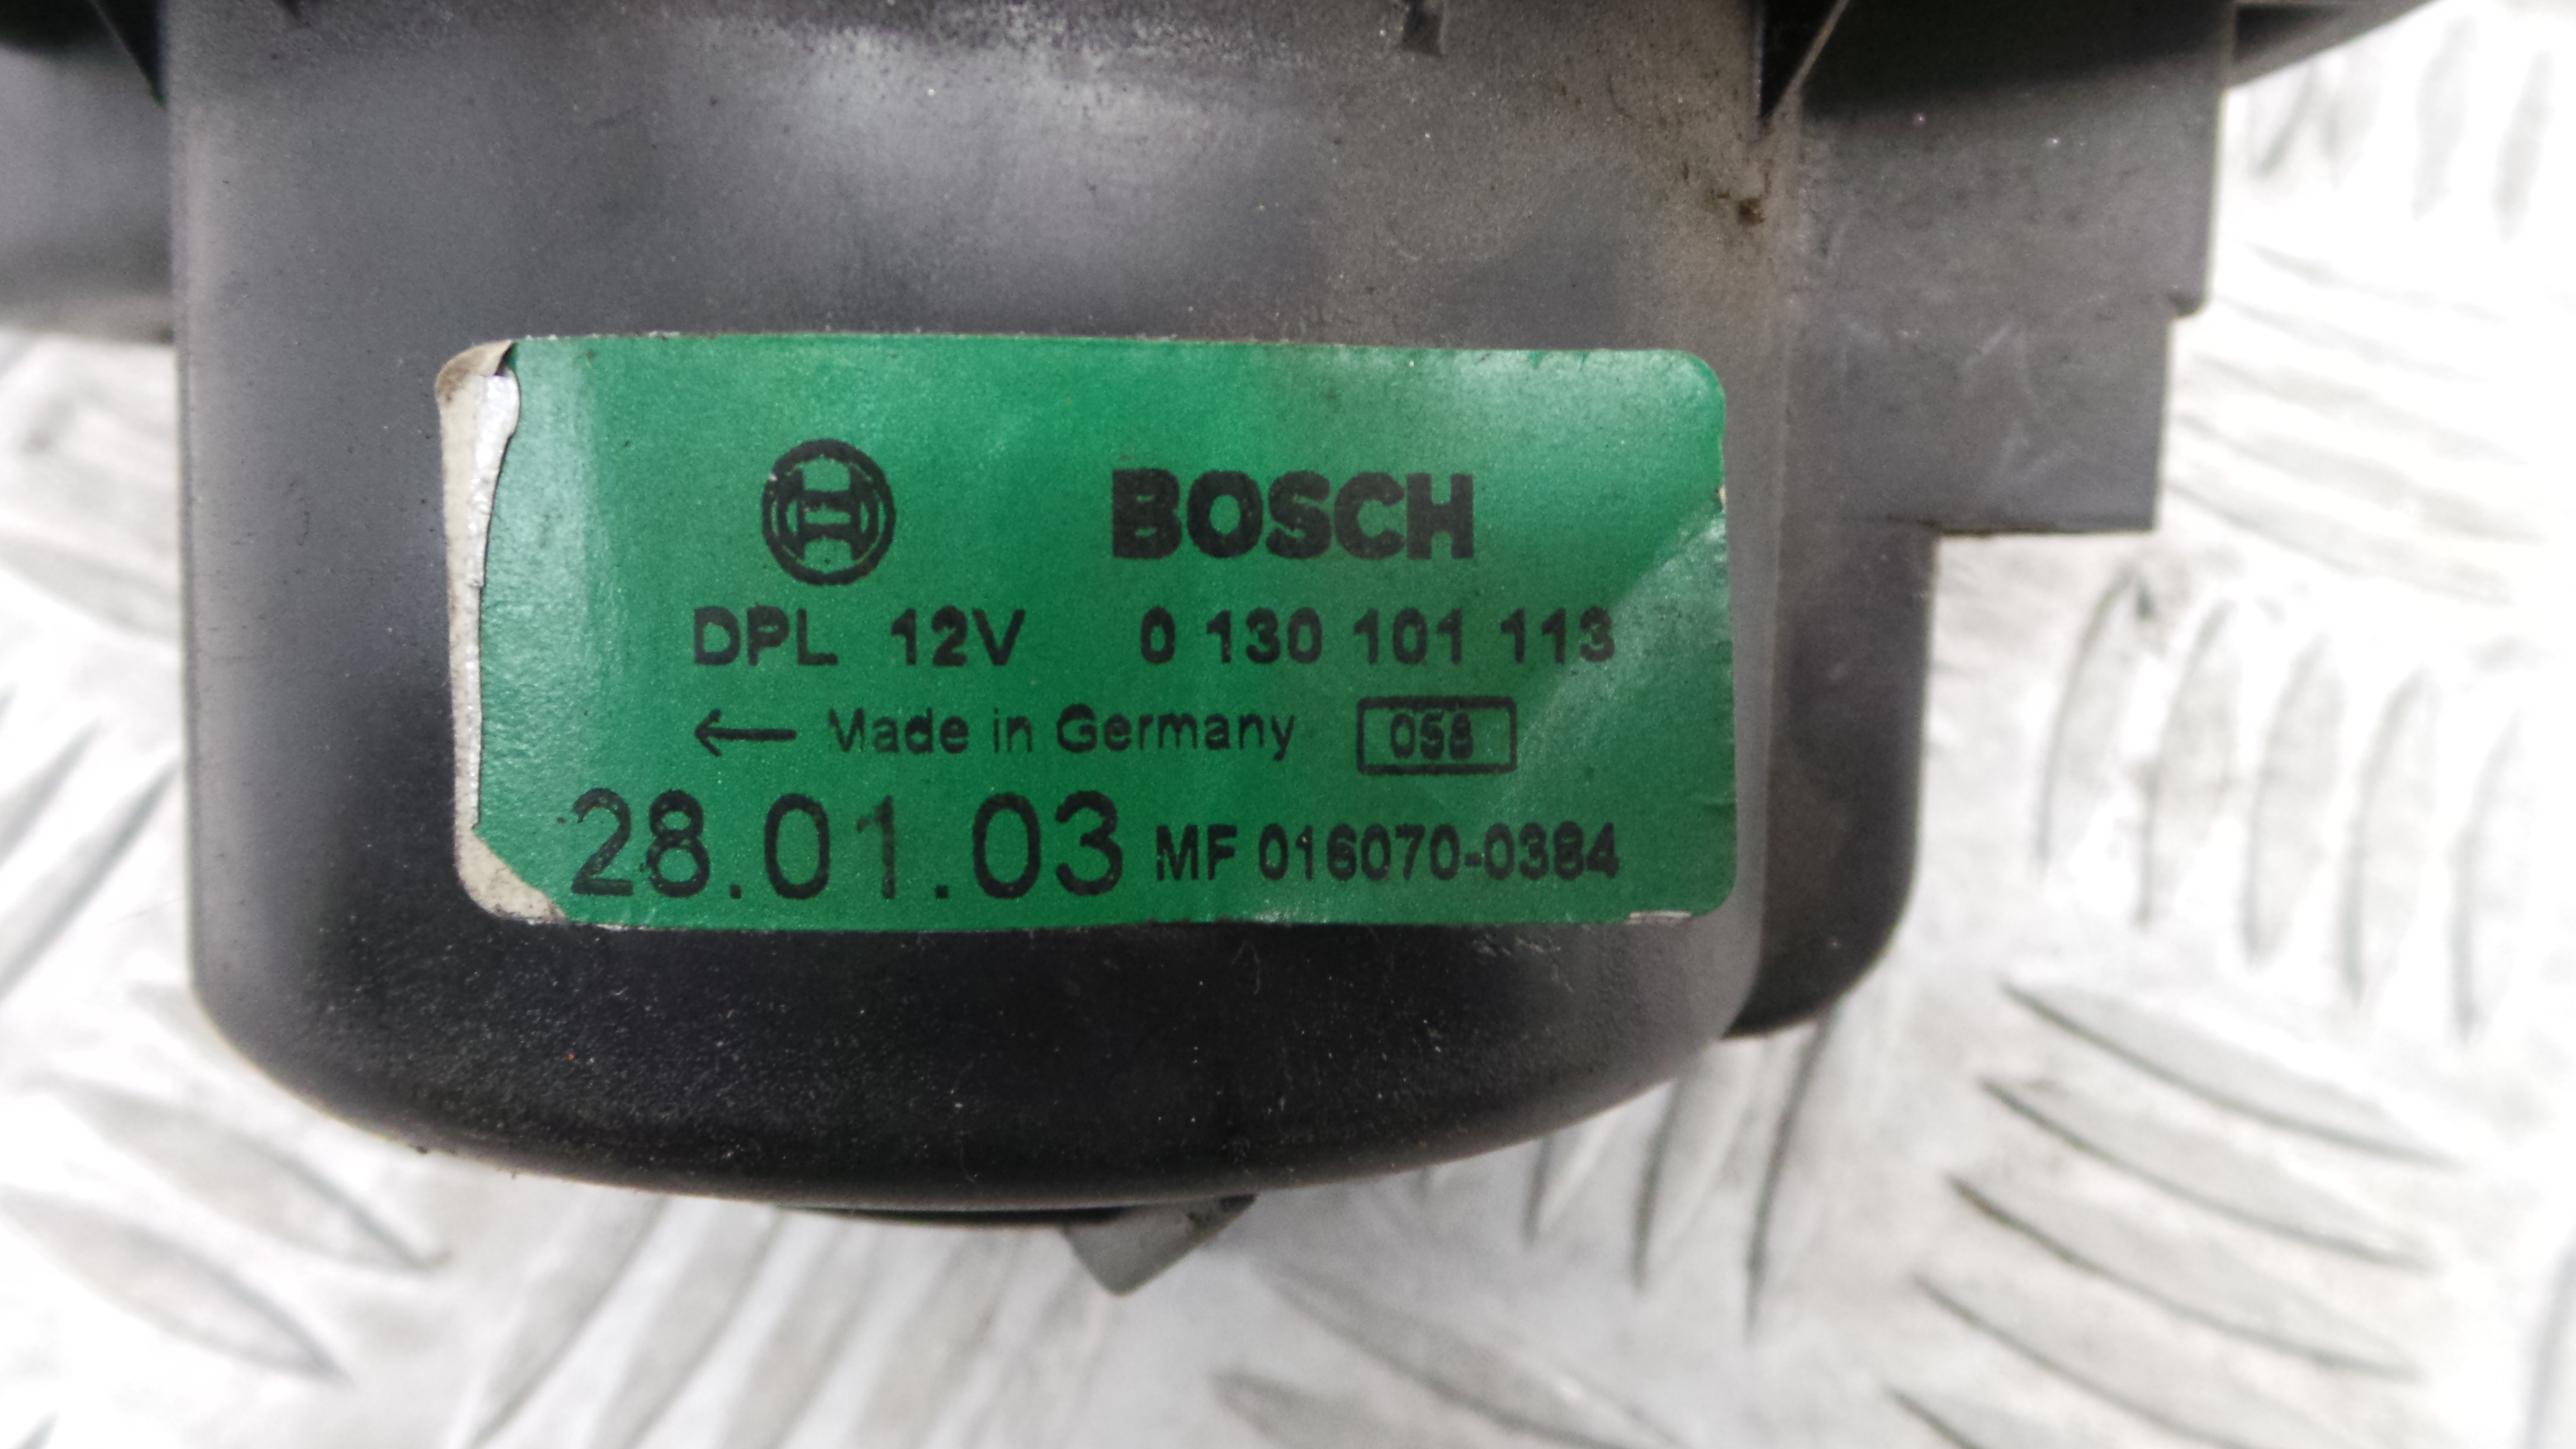 BOSCH
DPL 12V 0 130 101 113
← Made in Germany 058
28.01.03 MF 016070-0384